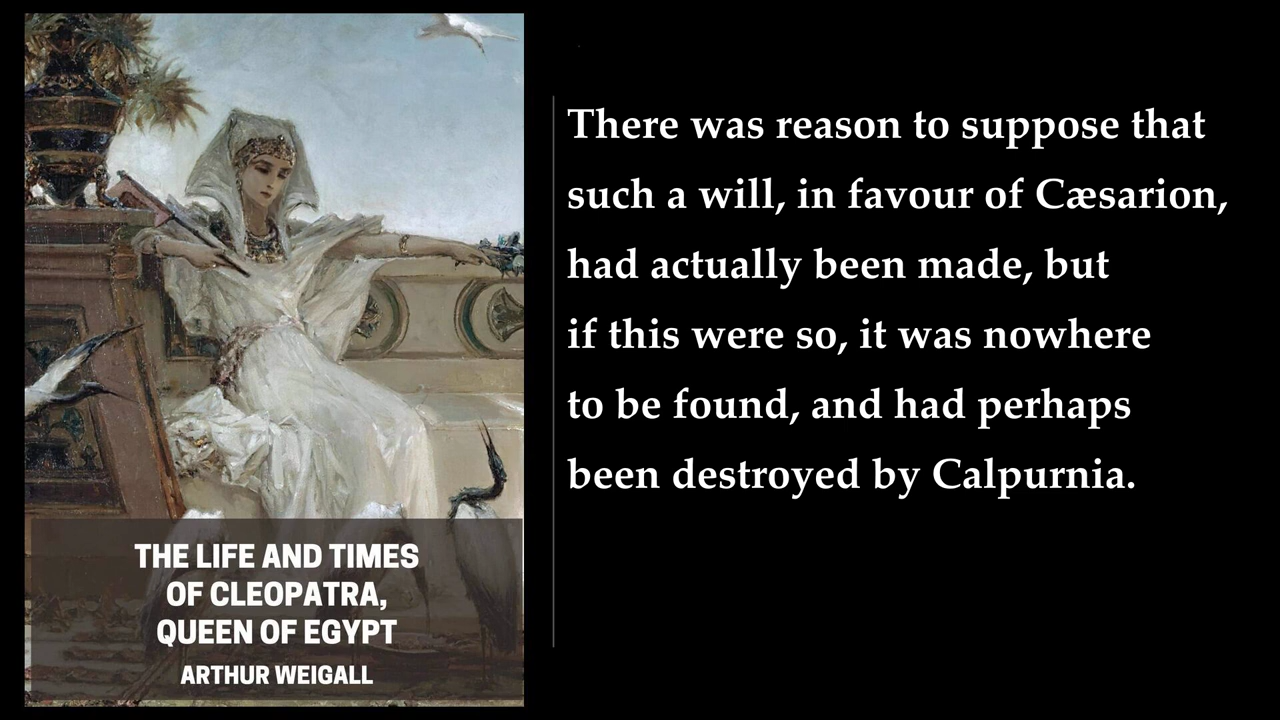 There was reason to suppose that
such a will, in favour of Cæsarion,
had actually been made, but
if this were so, it was nowhere
to be found, and had perhaps
been destroyed by Calpurnia.
THE LIFE AND TIMES
OF CLEOPATRA,
QUEEN OF EGYPT
ARTHUR WEIGALL